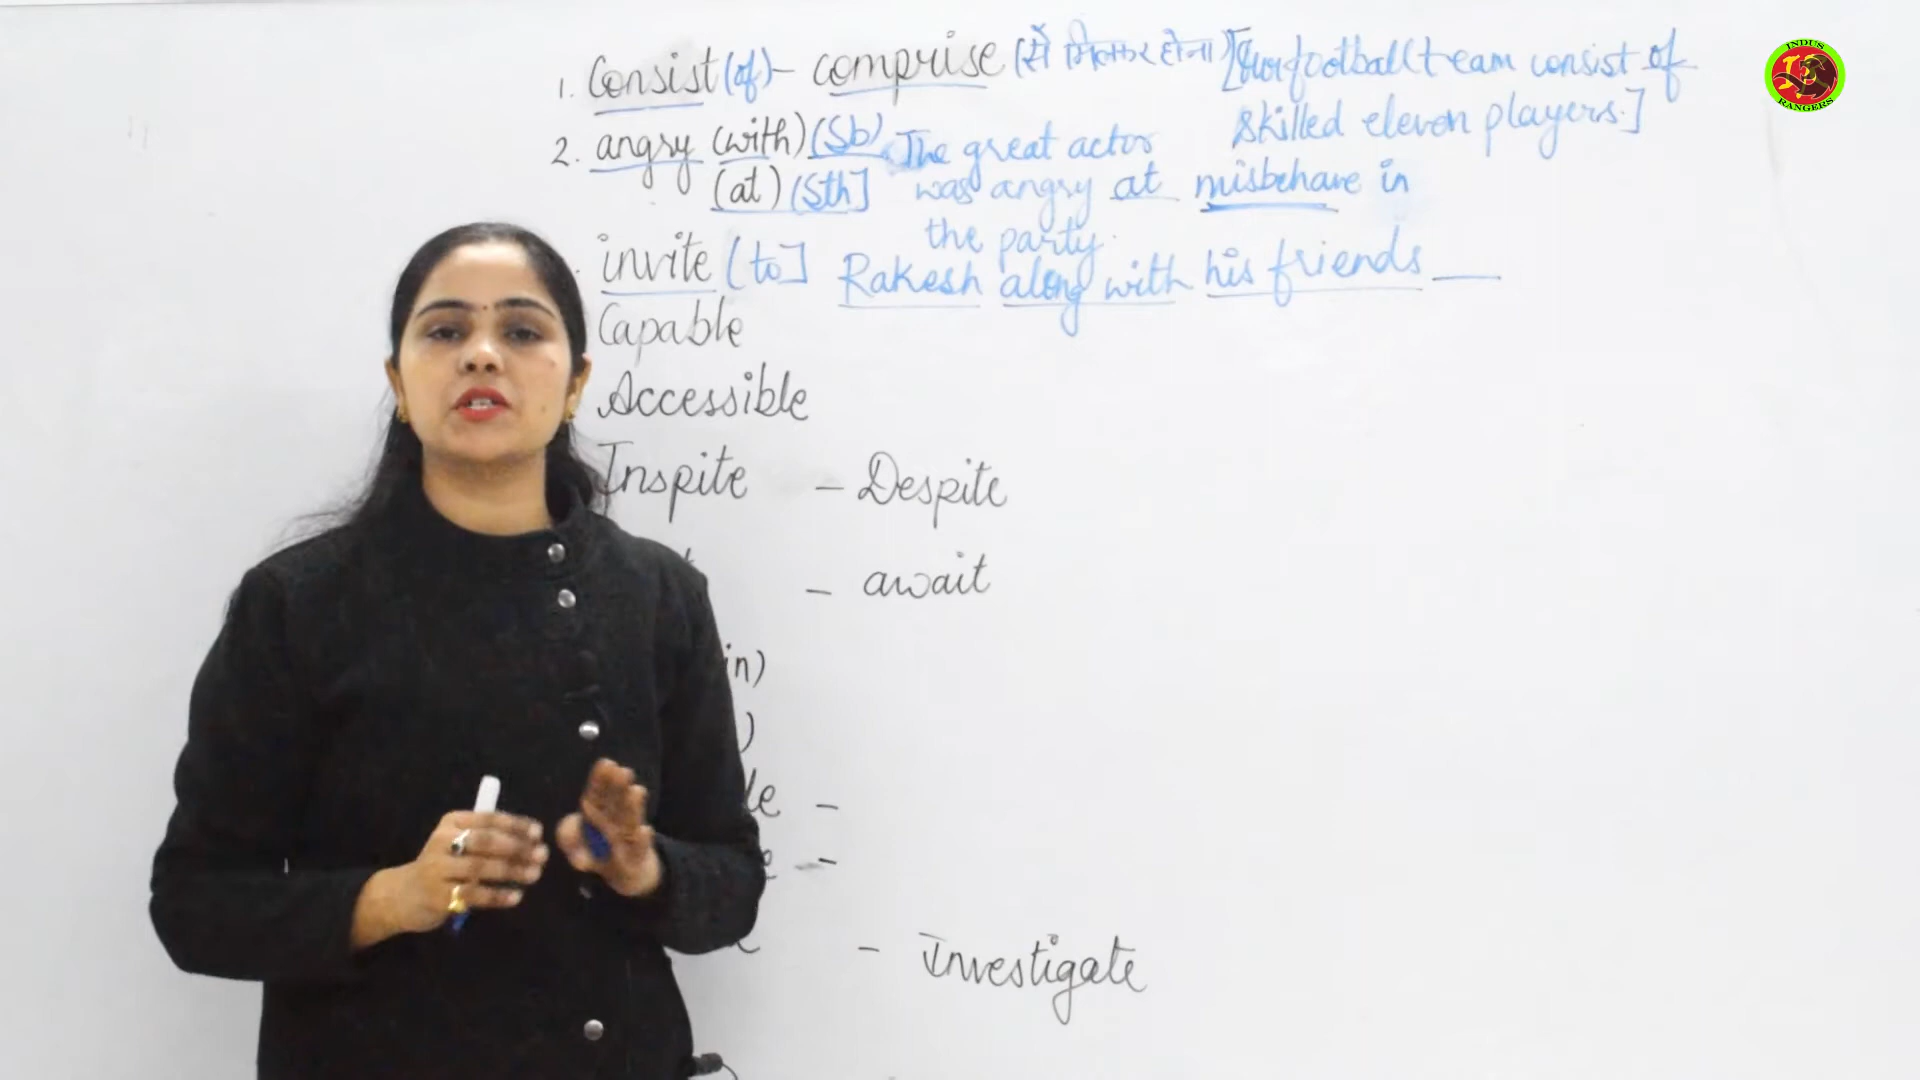 1. Consist (of) - comprise (से मिलकर होना) [Our football team consist of
skilled eleven players.]
2. angry (with) (Sb) The great actor
(at) (Sth] was angry at misbehave in
the party.
invite (to] Rakesh along with his friends
Capable
Accessible
Inspite - Despite
- await
in)
)
le -
-
- Investigate
INDUS
IR
RANGERS